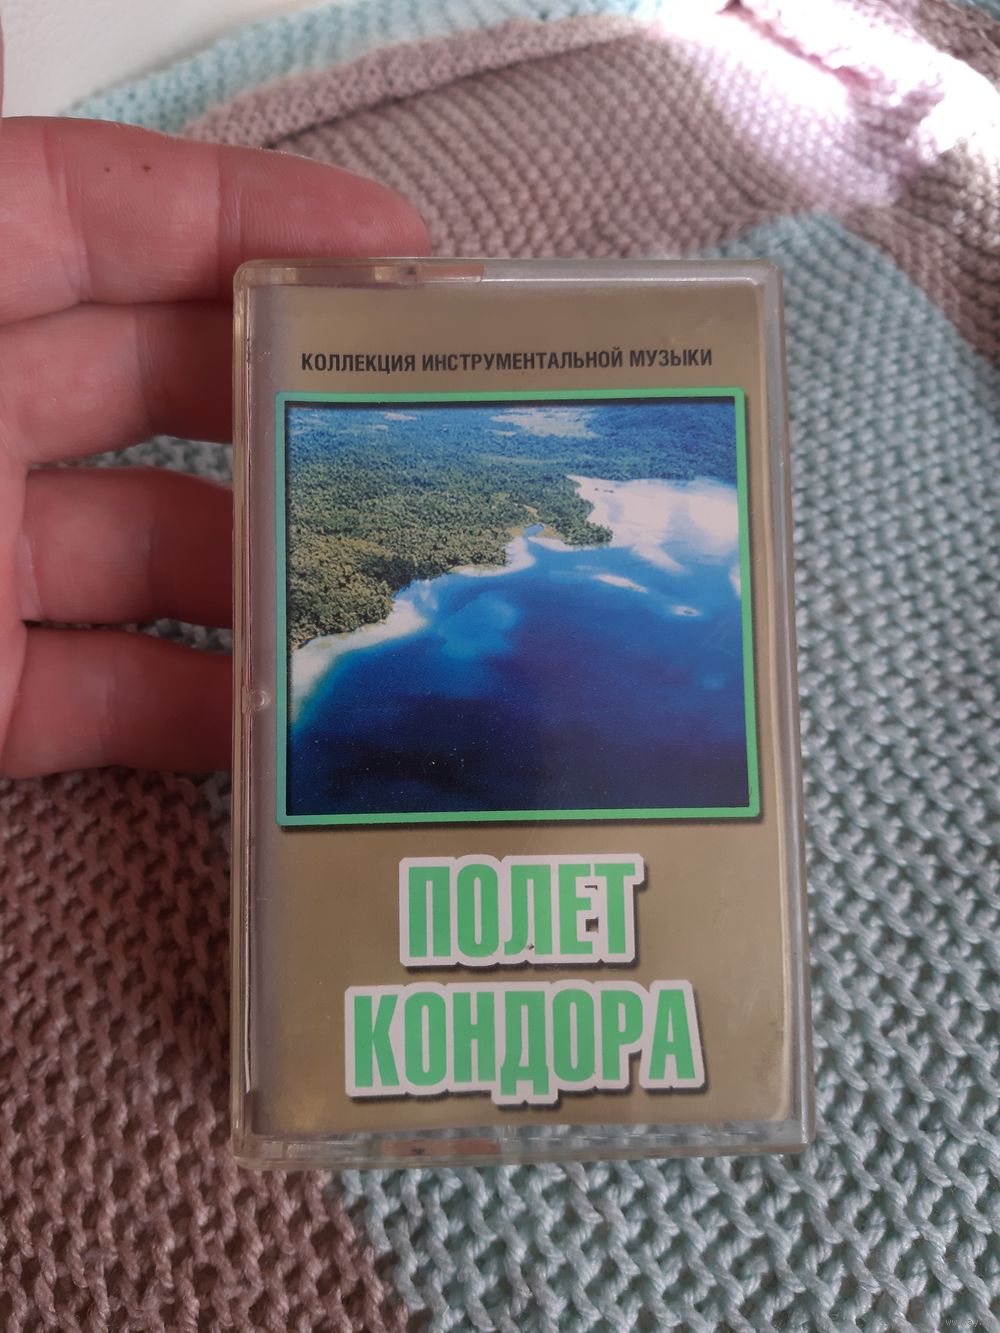 КОЛЛЕКЦИЯ ИНСТРУМЕНТАЛЬНОЙ МУЗЫКИ
ПОЛЕТ
КОНДОРА